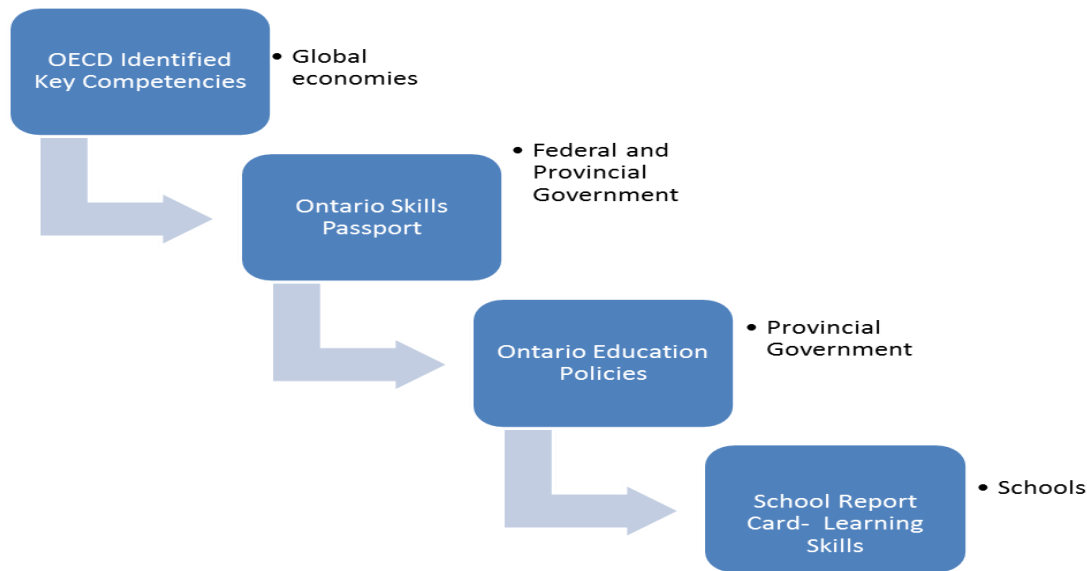 OECD Identified
Key Competencies
• Global
economies
Ontario Skills
Passport
• Federal and
Provincial
Government
Ontario Education
Policies
• Provincial
Government
School Report
Card- Learning
Skills
• Schools